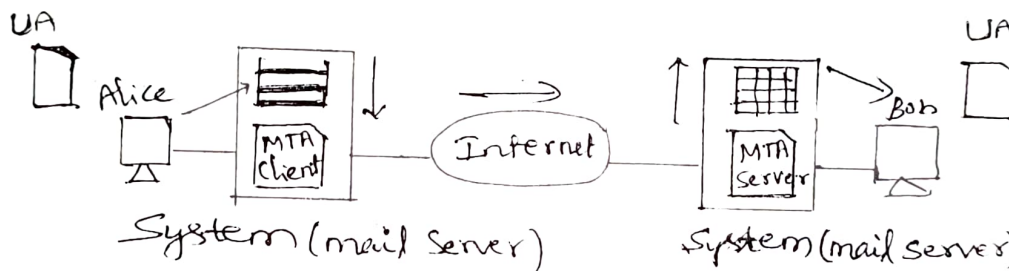 UA
UA
Alice
Bob
MTA
Client
Internet
MTA
Server
System (mail server)
System (mail server)